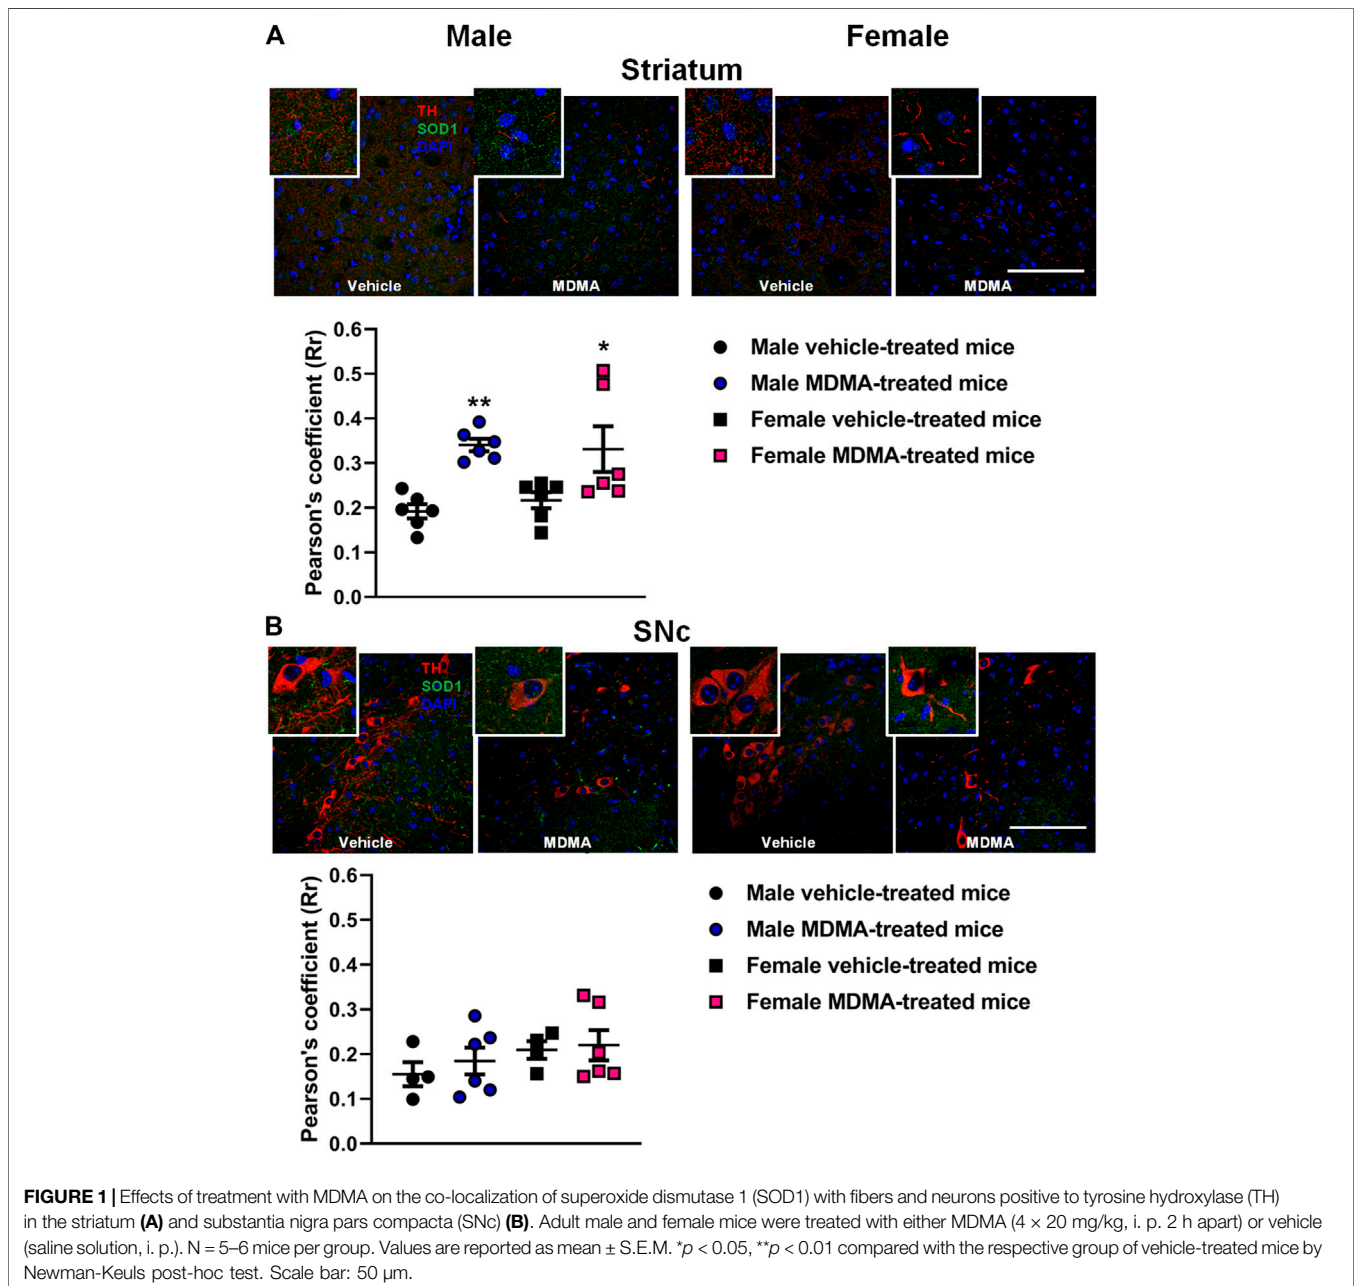 A
Male
Female
Striatum
TH
SOD1
DAPI
Vehicle
MDMA
Vehicle
MDMA
Pearson's coefficient (Rr)
0.6
0.5
0.4
0.3
0.2
0.1
0.0
**
*
Male vehicle-treated mice
Male MDMA-treated mice
Female vehicle-treated mice
Female MDMA-treated mice
B
SNc
TH
SOD1
DAPI
Vehicle
MDMA
Vehicle
MDMA
Pearson's coefficient (Rr)
0.6
0.5
0.4
0.3
0.2
0.1
0.0
Male vehicle-treated mice
Male MDMA-treated mice
Female vehicle-treated mice
Female MDMA-treated mice
FIGURE 1 | Effects of treatment with MDMA on the co-localization of superoxide dismutase 1 (SOD1) with fibers and neurons positive to tyrosine hydroxylase (TH)
in the striatum (A) and substantia nigra pars compacta (SNc) (B). Adult male and female mice were treated with either MDMA (4 × 20 mg/kg, i. p. 2 h apart) or vehicle
(saline solution, i. p.). N = 5–6 mice per group. Values are reported as mean ± S.E.M. *p < 0.05, **p < 0.01 compared with the respective group of vehicle-treated mice by
Newman-Keuls post-hoc test. Scale bar: 50 μm.